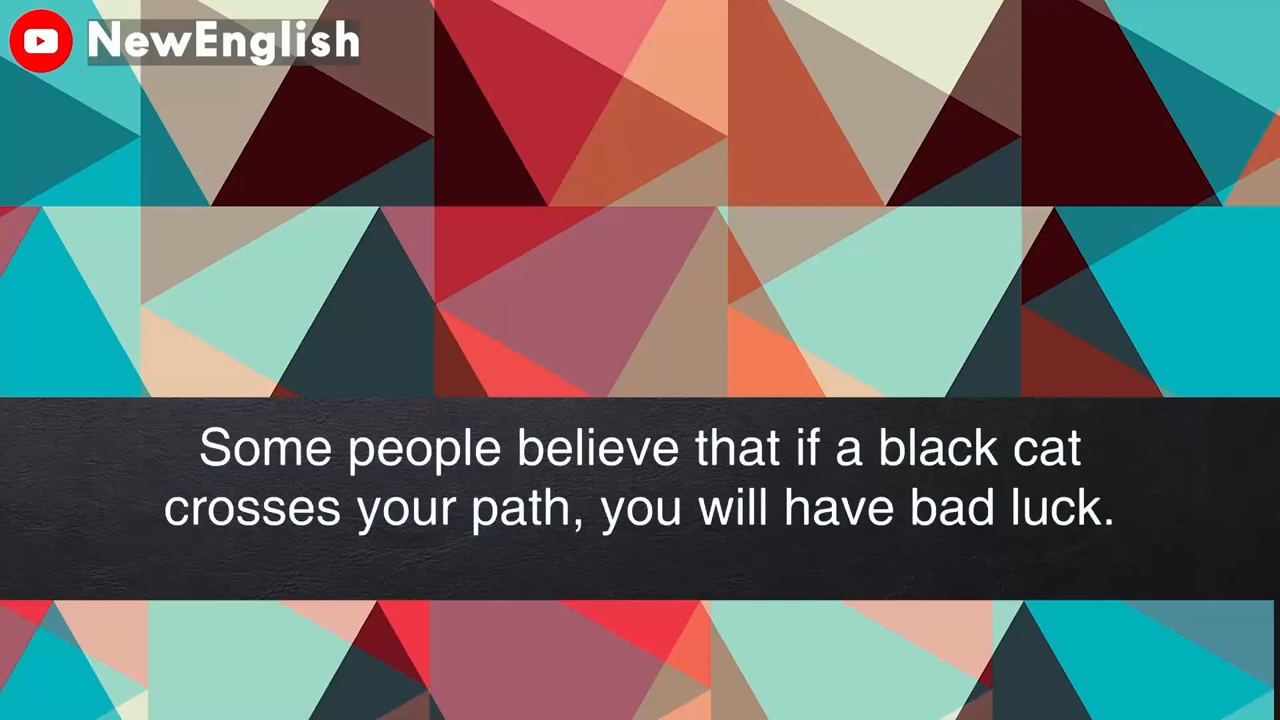 NewEnglish
Some people believe that if a black cat
crosses your path, you will have bad luck.